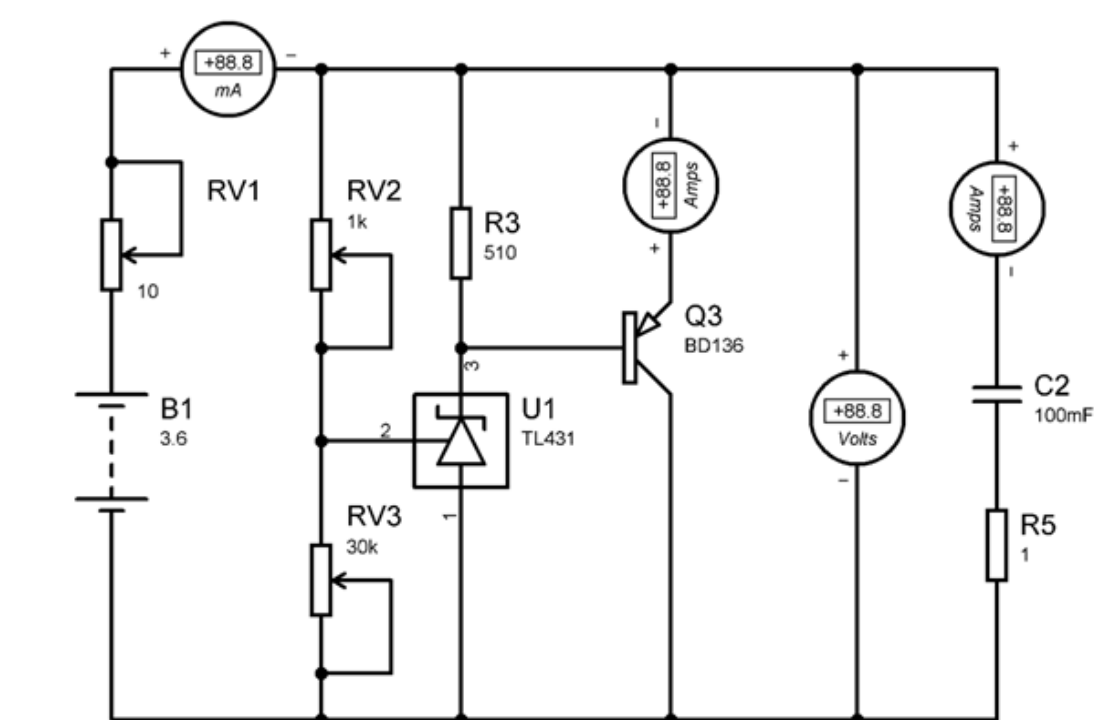 +
+88.8
mA
−
RV1
10
B1
3.6
RV2
1k
R3
510
−
+88.8
Amps
+
Q3
BD136
3
2
U1
TL431
1
RV3
30k
+
+88.8
Volts
−
+
+88.8
Amps
−
C2
100mF
R5
1